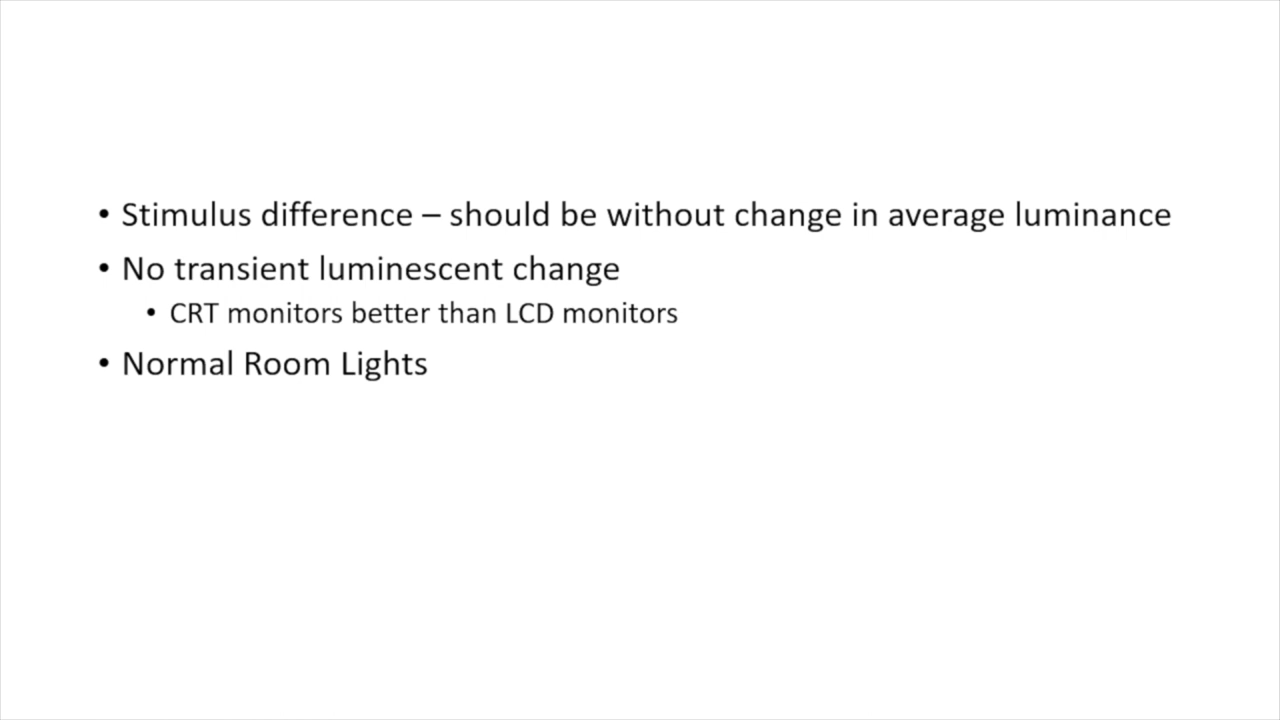 • Stimulus difference – should be without change in average luminance
• No transient luminescent change
• CRT monitors better than LCD monitors
• Normal Room Lights